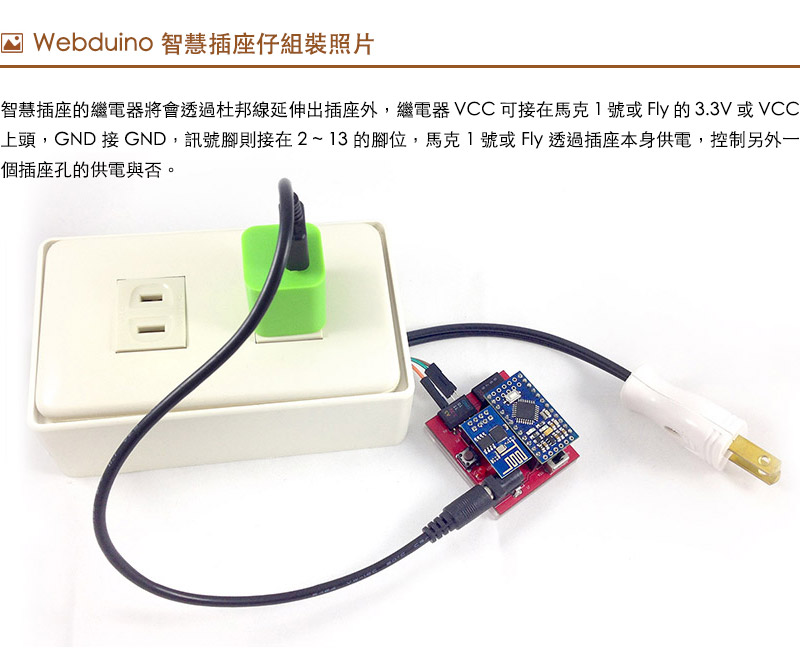 Webduino 智慧插座仔組裝照片
智慧插座的繼電器將會透過杜邦線延伸出插座外，繼電器 VCC 可接在馬克 1 號或 Fly 的 3.3V 或 VCC
上頭，GND 接 GND，訊號腳則接在 2 ~ 13 的腳位，馬克 1 號或 Fly 透過插座本身供電，控制另外一
個插座孔的供電與否。